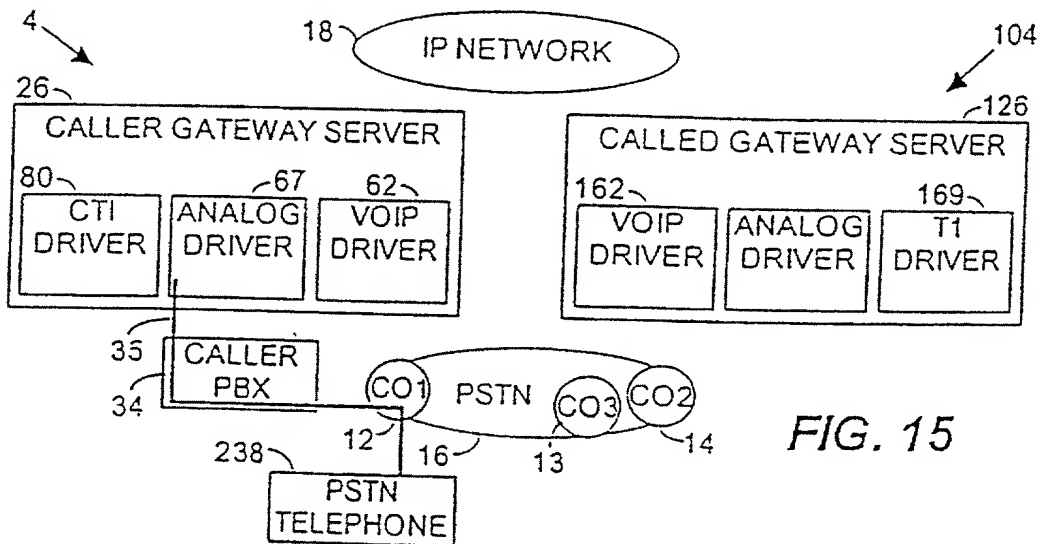 4
18
IP NETWORK
104
26
CALLER GATEWAY SERVER
80
CTI
DRIVER
67
ANALOG
DRIVER
62
VOIP
DRIVER
126
CALLED GATEWAY SERVER
162
VOIP
DRIVER
ANALOG
DRIVER
169
T1
DRIVER
35
CALLER
PBX
34
CO1
12
PSTN
16
CO3
13
CO2
14
238
PSTN
TELEPHONE
FIG. 15